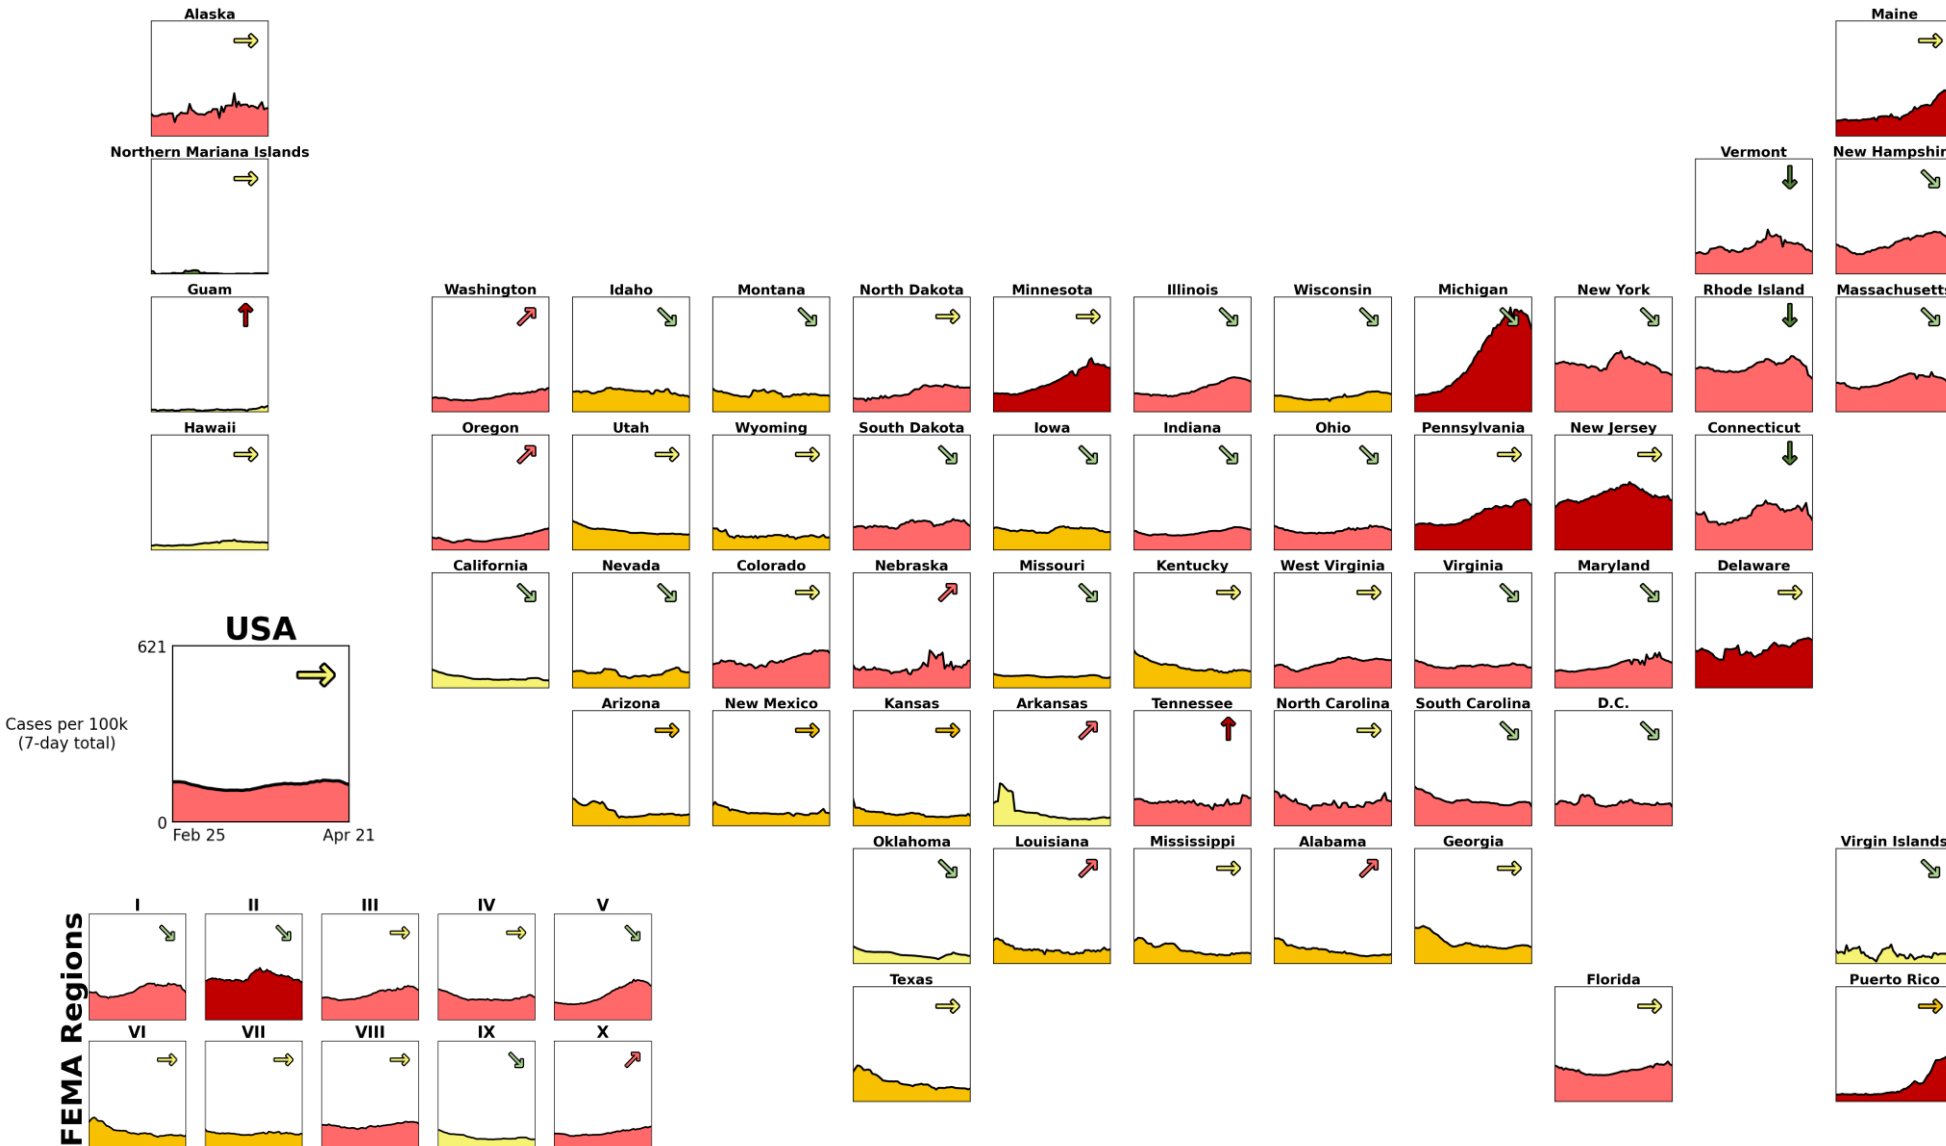 Alaska
Maine
Northern Mariana Islands
Vermont
New Hampshir
Guam
Washington
Idaho
Montana
North Dakota
Minnesota
Illinois
Wisconsin
Michigan
New York
Rhode Island
Massachusetts
Hawaii
Oregon
Utah
Wyoming
South Dakota
Iowa
Indiana
Ohio
Pennsylvania
New Jersey
Connecticut
California
Nevada
Colorado
Nebraska
Missouri
Kentucky
West Virginia
Virginia
Maryland
Delaware
USA
621
Cases per 100k
(7-day total)
0
Feb 25
Apr 21
Arizona
New Mexico
Kansas
Arkansas
Tennessee
North Carolina
South Carolina
D.C.
Oklahoma
Louisiana
Mississippi
Alabama
Georgia
Virgin Islands
Texas
Florida
Puerto Rico
FEMA Regions
I
II
III
IV
V
VI
VII
VIII
IX
X